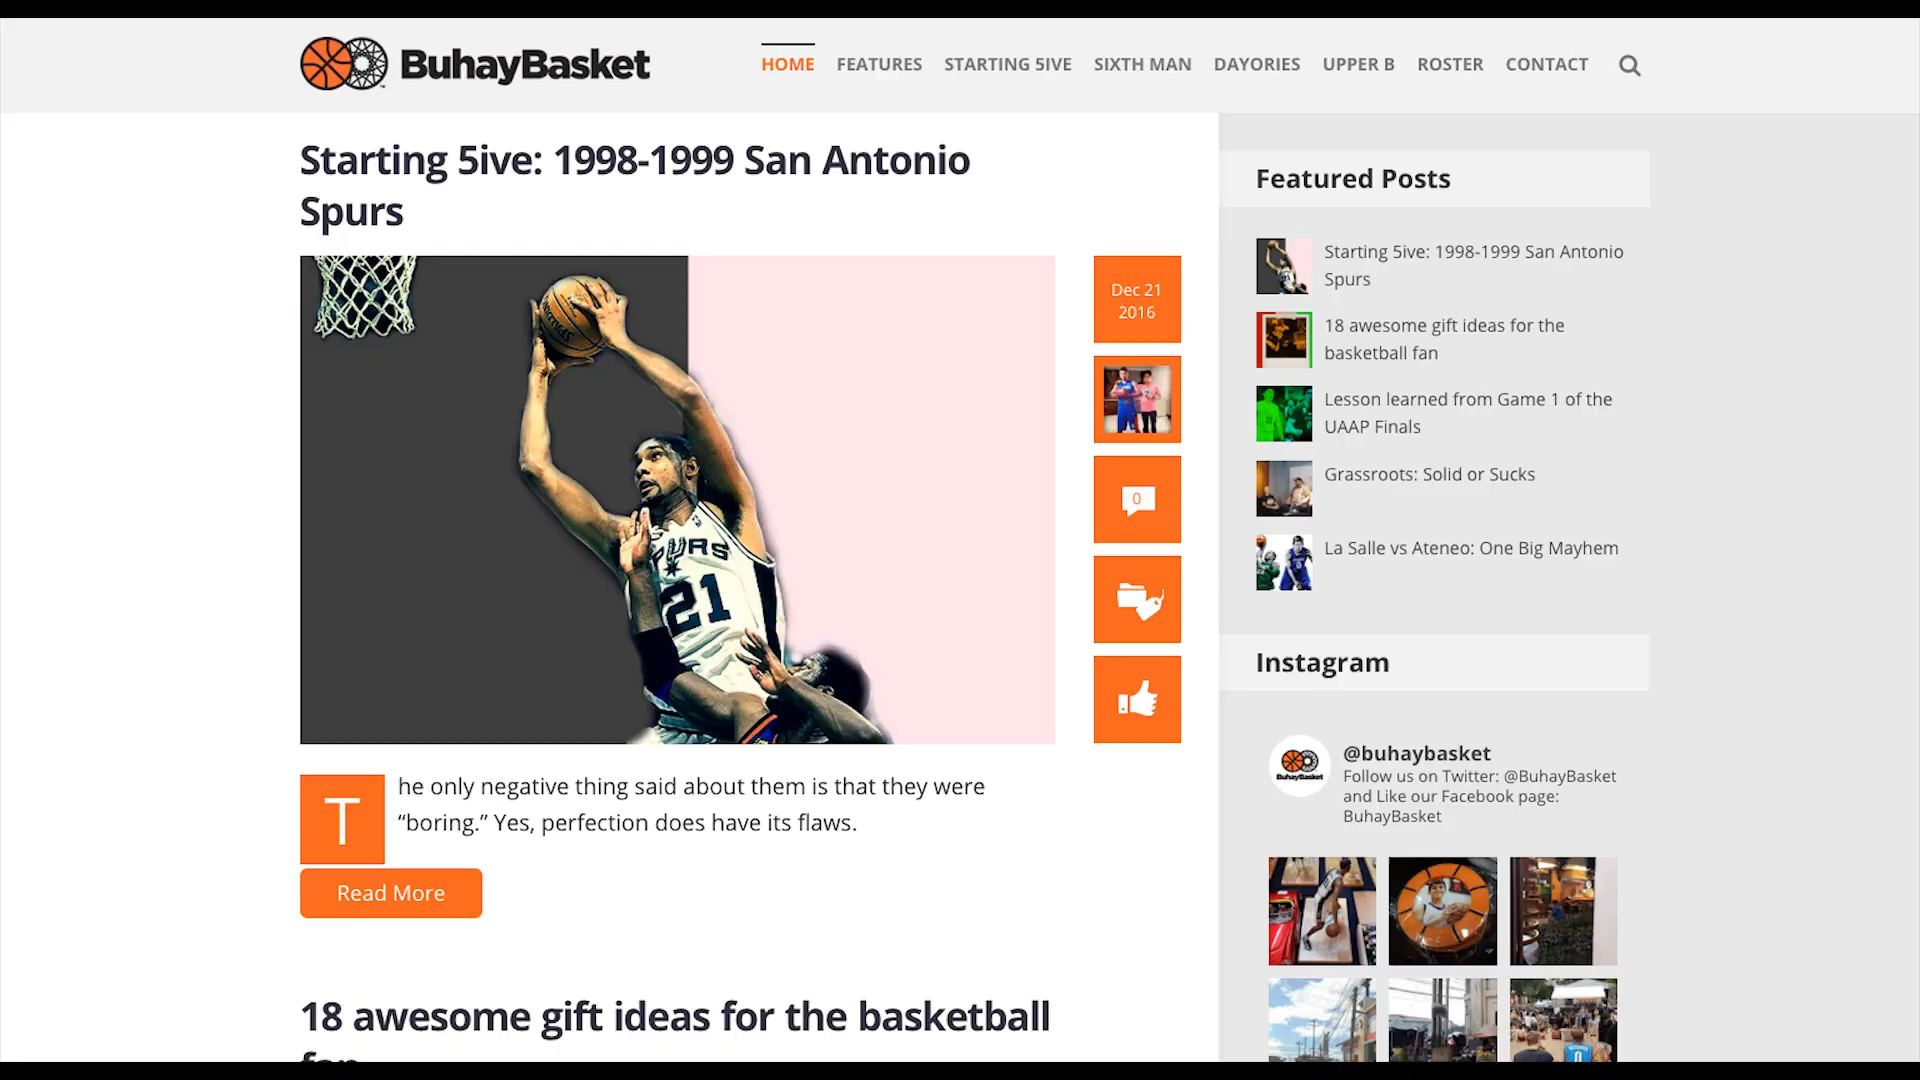 BuhayBasket
HOME FEATURES STARTING 5IVE SIXTH MAN DAYORIES UPPER B ROSTER CONTACT
Starting 5ive: 1998-1999 San Antonio
Spurs
Dec 21
2016
0
SPURS
21
The only negative thing said about them is that they were
“boring.” Yes, perfection does have its flaws.
Read More
18 awesome gift ideas for the basketball
fan
Featured Posts
Starting 5ive: 1998-1999 San Antonio
Spurs
18 awesome gift ideas for the
basketball fan
Lesson learned from Game 1 of the
UAAP Finals
Grassroots: Solid or Sucks
La Salle vs Ateneo: One Big Mayhem
Instagram
BuhayBasket
@buhaybasket
Follow us on Twitter: @BuhayBasket
and Like our Facebook page:
BuhayBasket